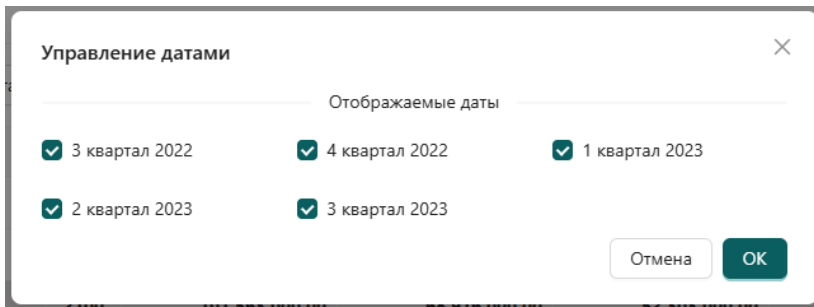 Управление датами
Отображаемые даты
3 квартал 2022 4 квартал 2022 1 квартал 2023
2 квартал 2023 3 квартал 2023
Отмена OK